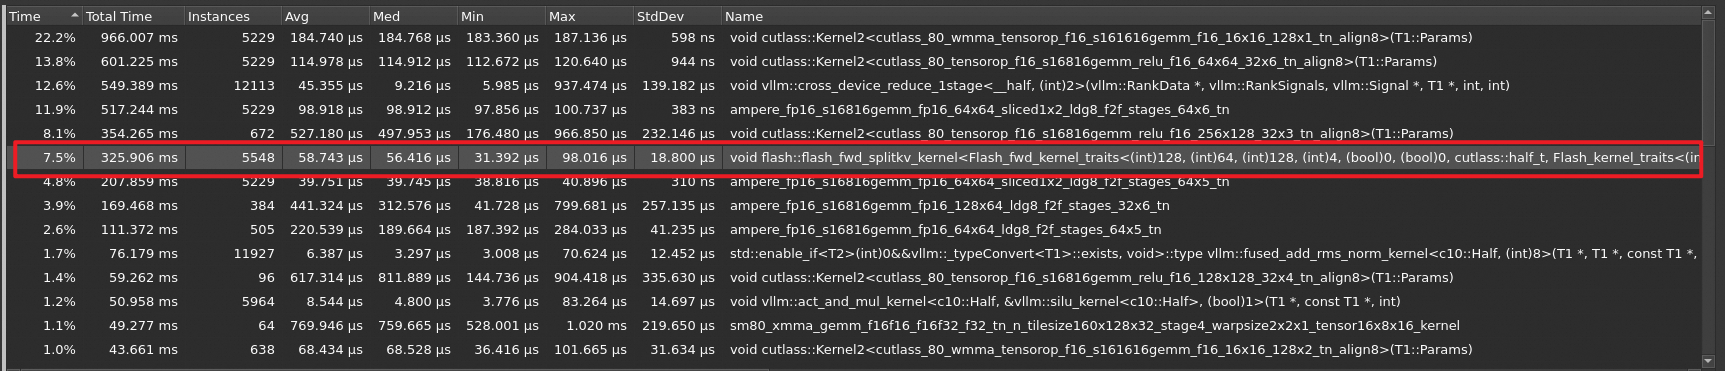 Time Total Time Instances Avg Med Min Max StdDev Name
22.2% 966.007 ms 5229 184.740 μs 184.768 μs 183.360 μs 187.136 μs 598 ns void cutlass::Kernel2<cutlass_80_wmma_tensorop_f16_s161616gemm_f16_16x16_128x1_tn_align8>(T1::Params)
13.8% 601.225 ms 5229 114.978 μs 114.912 μs 112.672 μs 120.640 μs 944 ns void cutlass::Kernel2<cutlass_80_tensorop_f16_s16816gemm_relu_f16_64x64_32x6_tn_align8>(T1::Params)
12.6% 549.389 ms 12113 45.355 μs 9.216 μs 5.985 μs 937.474 μs 139.182 μs void vllm::cross_device_reduce_1stage<__half, (int)2>(vllm::RankData *, vllm::RankSignals, vllm::Signal *, T1 *, int, int)
11.9% 517.244 ms 5229 98.918 μs 98.912 μs 97.856 μs 100.737 μs 383 ns ampere_fp16_s16816gemm_fp16_64x64_sliced1x2_ldg8_f2f_stages_64x6_tn
8.1% 354.265 ms 672 527.180 μs 497.953 μs 176.480 μs 966.850 μs 232.146 μs void cutlass::Kernel2<cutlass_80_tensorop_f16_s16816gemm_relu_f16_256x128_32x3_tn_align8>(T1::Params)
7.5% 325.906 ms 5548 58.743 μs 56.416 μs 31.392 μs 98.016 μs 18.800 μs void flash::flash_fwd_splitkv_kernel<Flash_fwd_kernel_traits<(int)128, (int)64, (int)128, (int)4, (bool)0, (bool)0, cutlass::half_t, Flash_kernel_traits<(in
4.8% 207.859 ms 5229 39.751 μs 39.745 μs 38.816 μs 40.896 μs 310 ns ampere_fp16_s16816gemm_fp16_64x64_sliced1x2_ldg8_f2f_stages_64x5_tn
3.9% 169.468 ms 384 441.324 μs 312.576 μs 41.728 μs 799.681 μs 257.135 μs ampere_fp16_s16816gemm_fp16_128x64_ldg8_f2f_stages_32x6_tn
2.6% 111.372 ms 505 220.539 μs 189.664 μs 187.392 μs 284.033 μs 41.235 μs ampere_fp16_s16816gemm_fp16_64x64_ldg8_f2f_stages_64x5_tn
1.7% 76.179 ms 11927 6.387 μs 3.297 μs 3.008 μs 70.624 μs 12.452 μs std::enable_if<T2>(int)0&&vllm::_typeConvert<T1>::exists, void>::type vllm::fused_add_rms_norm_kernel<c10::Half, (int)8>(T1 *, T1 *, const T1 *,
1.4% 59.262 ms 96 617.314 μs 811.889 μs 144.736 μs 904.418 μs 335.630 μs void cutlass::Kernel2<cutlass_80_tensorop_f16_s16816gemm_relu_f16_128x128_32x4_tn_align8>(T1::Params)
1.2% 50.958 ms 5964 8.544 μs 4.800 μs 3.776 μs 83.264 μs 14.697 μs void vllm::act_and_mul_kernel<c10::Half, &vllm::silu_kernel<c10::Half>, (bool)1>(T1 *, const T1 *, int)
1.1% 49.277 ms 64 769.946 μs 759.665 μs 528.001 μs 1.020 ms 219.650 μs sm80_xmma_gemm_f16f16_f16f32_f32_tn_n_tilesize160x128x32_stage4_warpsize2x2x1_tensor16x8x16_kernel
1.0% 43.661 ms 638 68.434 μs 68.528 μs 36.416 μs 101.665 μs 31.634 μs void cutlass::Kernel2<cutlass_80_wmma_tensorop_f16_s161616gemm_f16_16x16_128x2_tn_align8>(T1::Params)